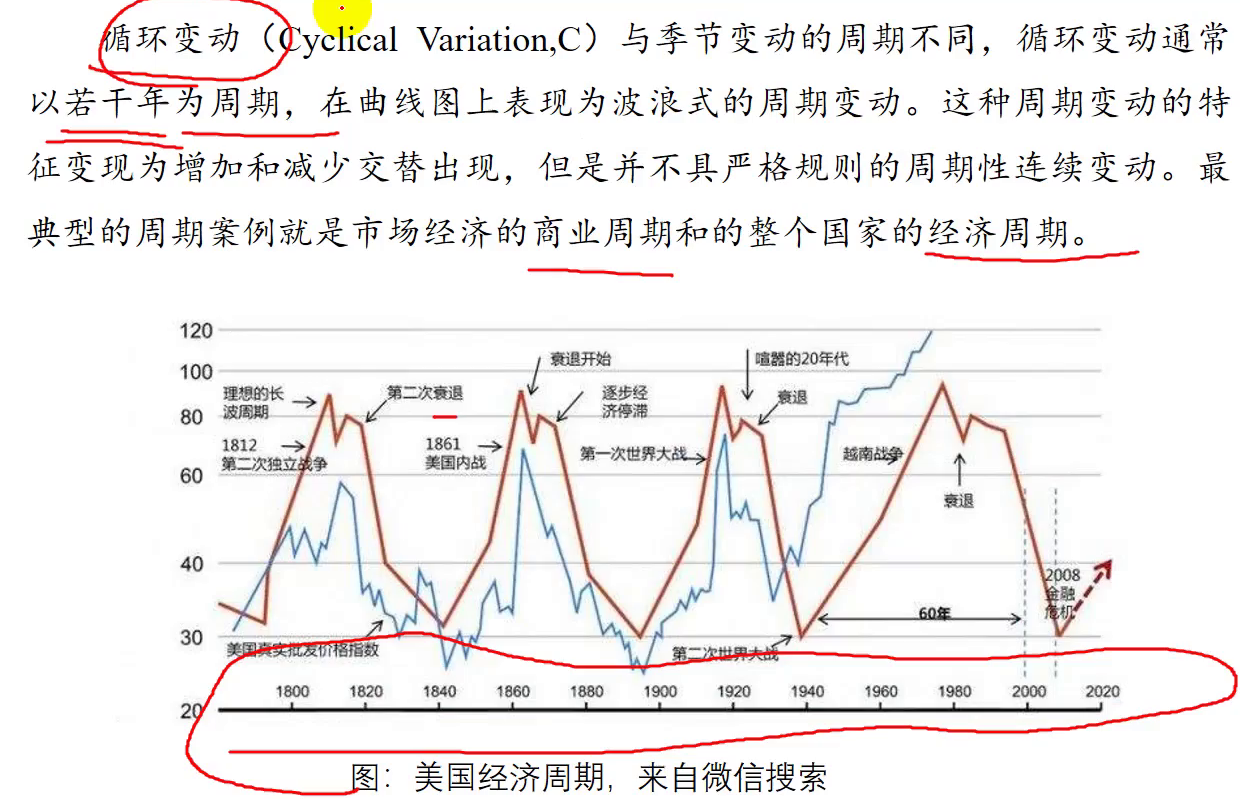 循环变动（Cyclical Variation,C）与季节变动的周期不同，循环变动通常
以若干年为周期，在曲线图上表现为波浪式的周期变动。这种周期变动的特
征变现为增加和减少交替出现，但是并不具严格规则的周期性连续变动。最
典型的周期案例就是市场经济的商业周期和的整个国家的经济周期。
120
100
80
60
40
30
20
理想的长
波周期
第二次衰退
1812
第二次独立战争
衰退开始
逐步经
济停滞
1861
美国内战
喧嚣的20年代
衰退
第一次世界大战
越南战争
衰退
2008
金融
危机
60年
美国真实批发价格指数
第二次世界大战
1800 1820 1840 1860 1880 1900 1920 1940 1960 1980 2000 2020
图：美国经济周期，来自微信搜索